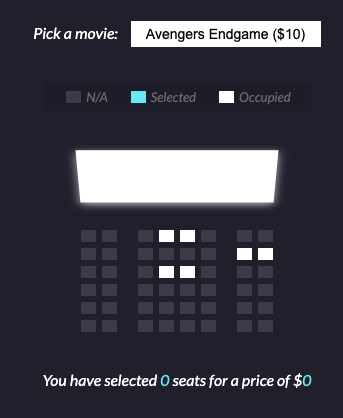 Pick a movie: Avengers Endgame ($10)
N/A Selected Occupied
You have selected 0 seats for a price of $0